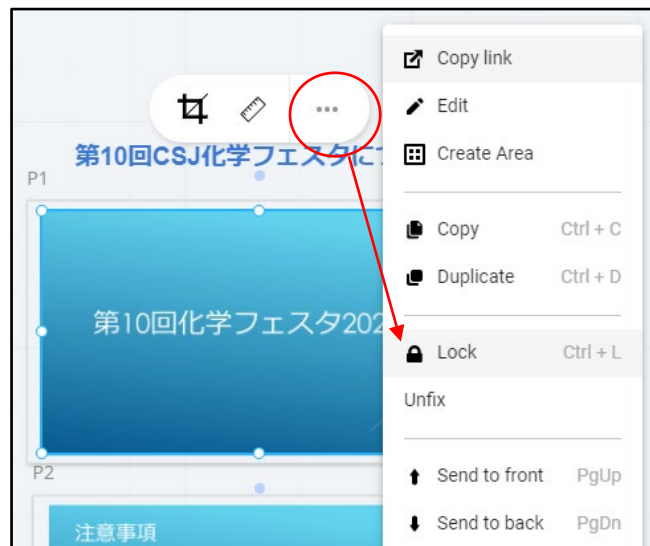 第10回CSJ化学フェスタに
P1
第10回化学フェスタ202
P2
注意事項
Copy link
Edit
Create Area
Copy Ctrl + C
Duplicate Ctrl + D
Lock Ctrl + L
Unfix
Send to front PgUp
Send to back PgDn